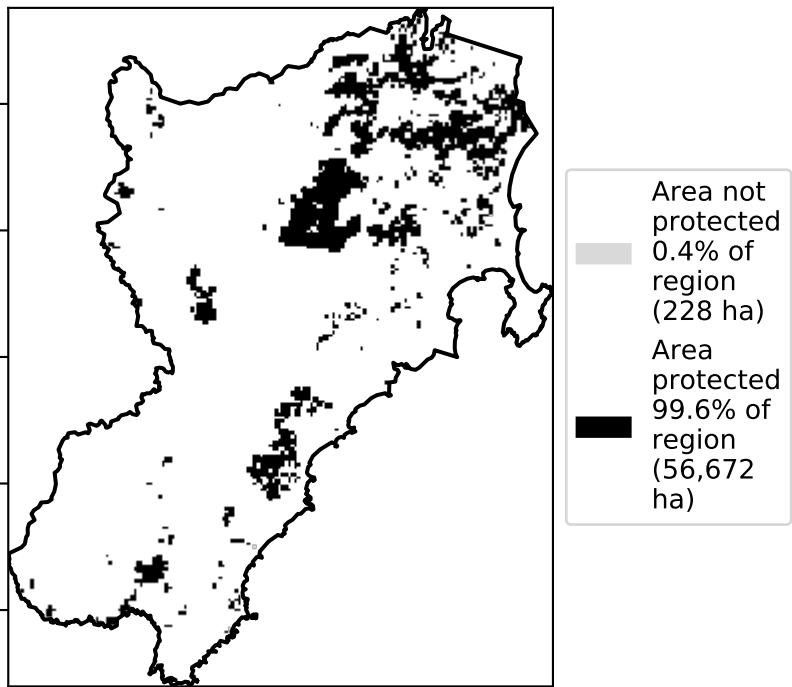 Area not
protected
0.4% of
region
(228 ha)
Area
protected
99.6% of
region
(56,672
ha)